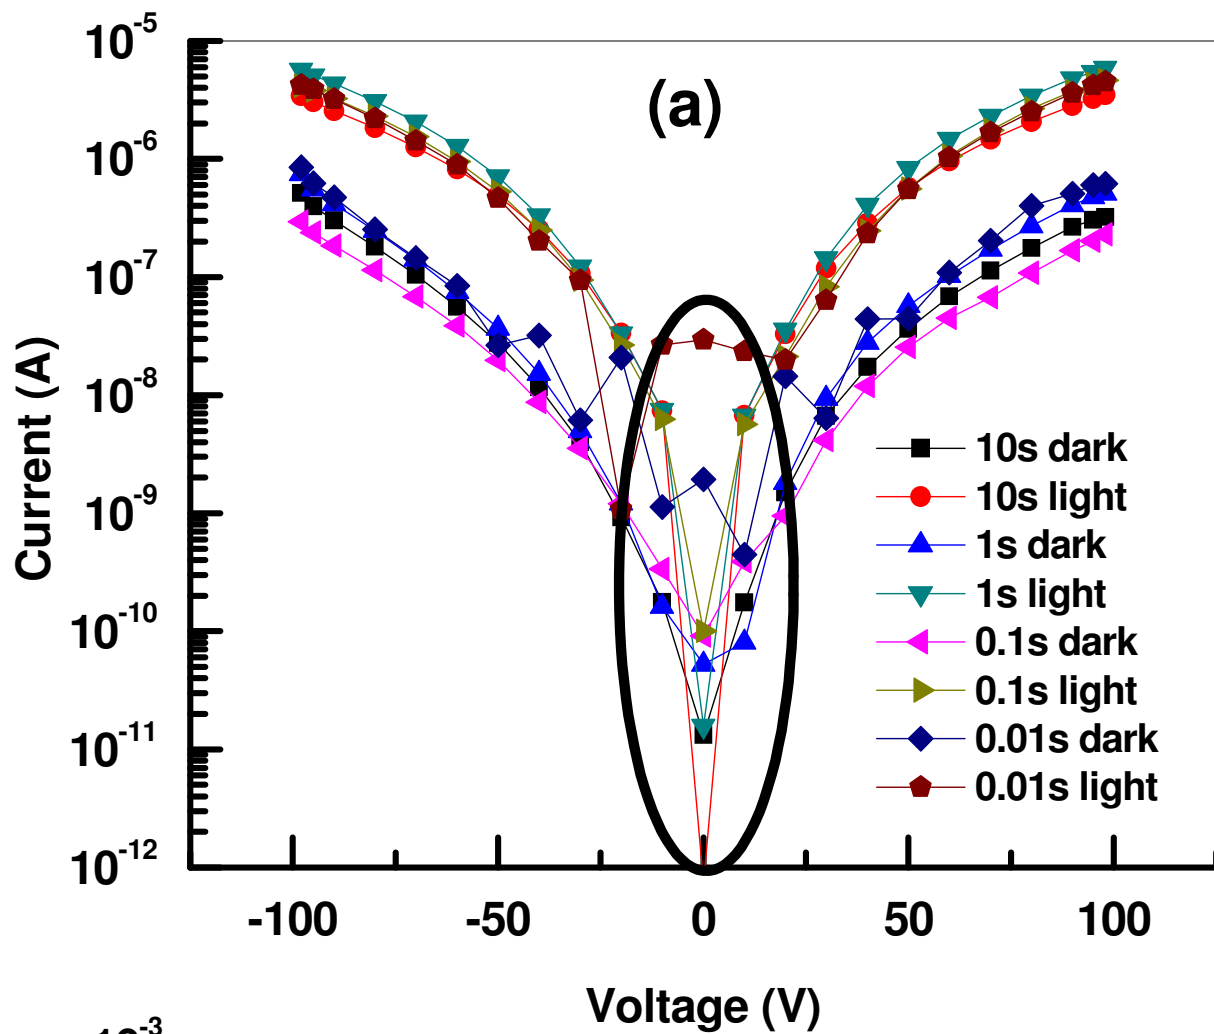 (a)
10⁻⁵
10⁻⁶
10⁻⁷
10⁻⁸
10⁻⁹
10⁻¹⁰
10⁻¹¹
10⁻¹²
Current (A)
10s dark
10s light
1s dark
1s light
0.1s dark
0.1s light
0.01s dark
0.01s light
-100 -50 0 50 100
Voltage (V)